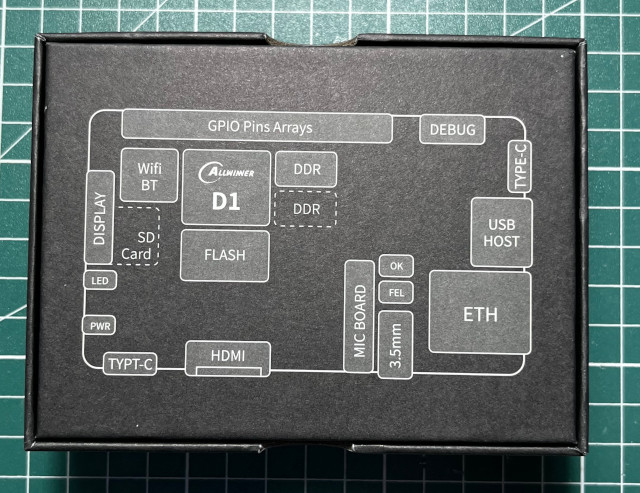 GPIO Pins Arrays
DEBUG
Wifi
BT
ALLWINNER
D1
DDR
DDR
TYPE-C
DISPLAY
SD
Card
FLASH
USB
HOST
LED
OK
FEL
MIC BOARD
ETH
PWR
3.5mm
TYPT-C
HDMI